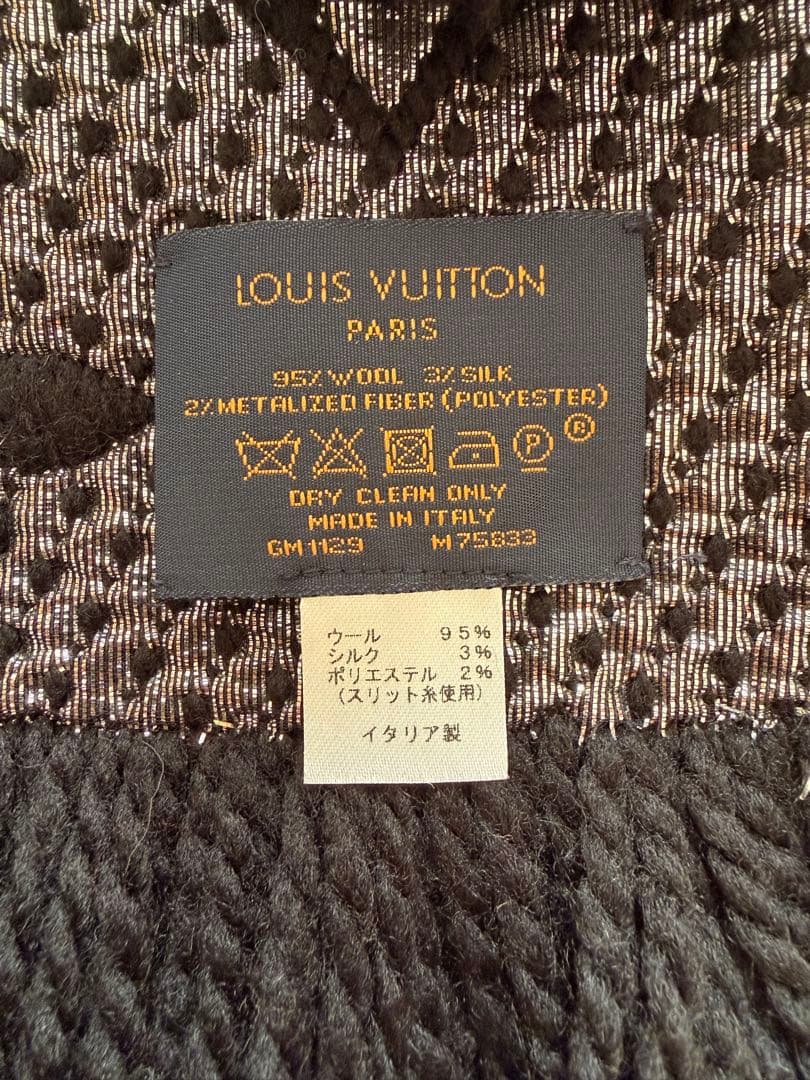 LOUIS VUITTON
PARIS
95% WOOL 3% SILK
2% METALIZED FIBER (POLYESTER)
P ®
DRY CLEAN ONLY
MADE IN ITALY
GM1129 M75833
ウール 95%
シルク 3%
ポリエステル 2%
(スリット糸使用)
イタリア製